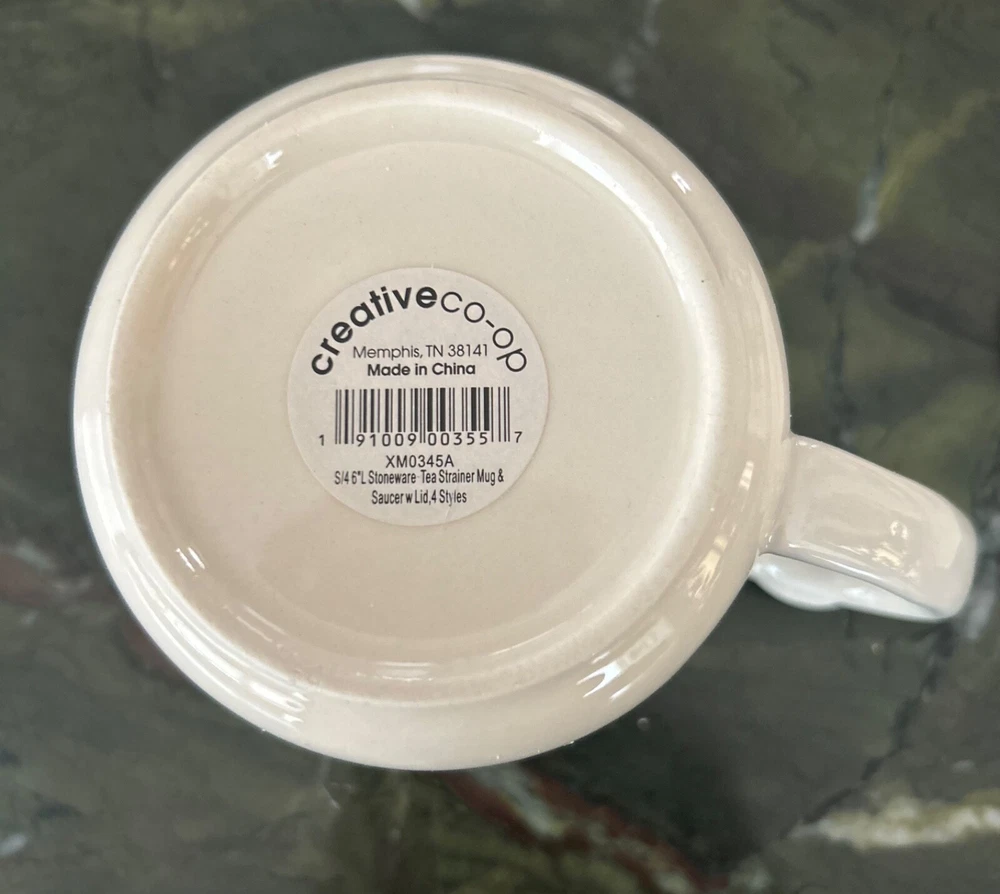 creativeco-op
Memphis, TN 38141
Made in China
1 91009 00355 7
XM0345A
S/4 6"L Stoneware Tea Strainer Mug &
Saucer w Lid,4 Styles